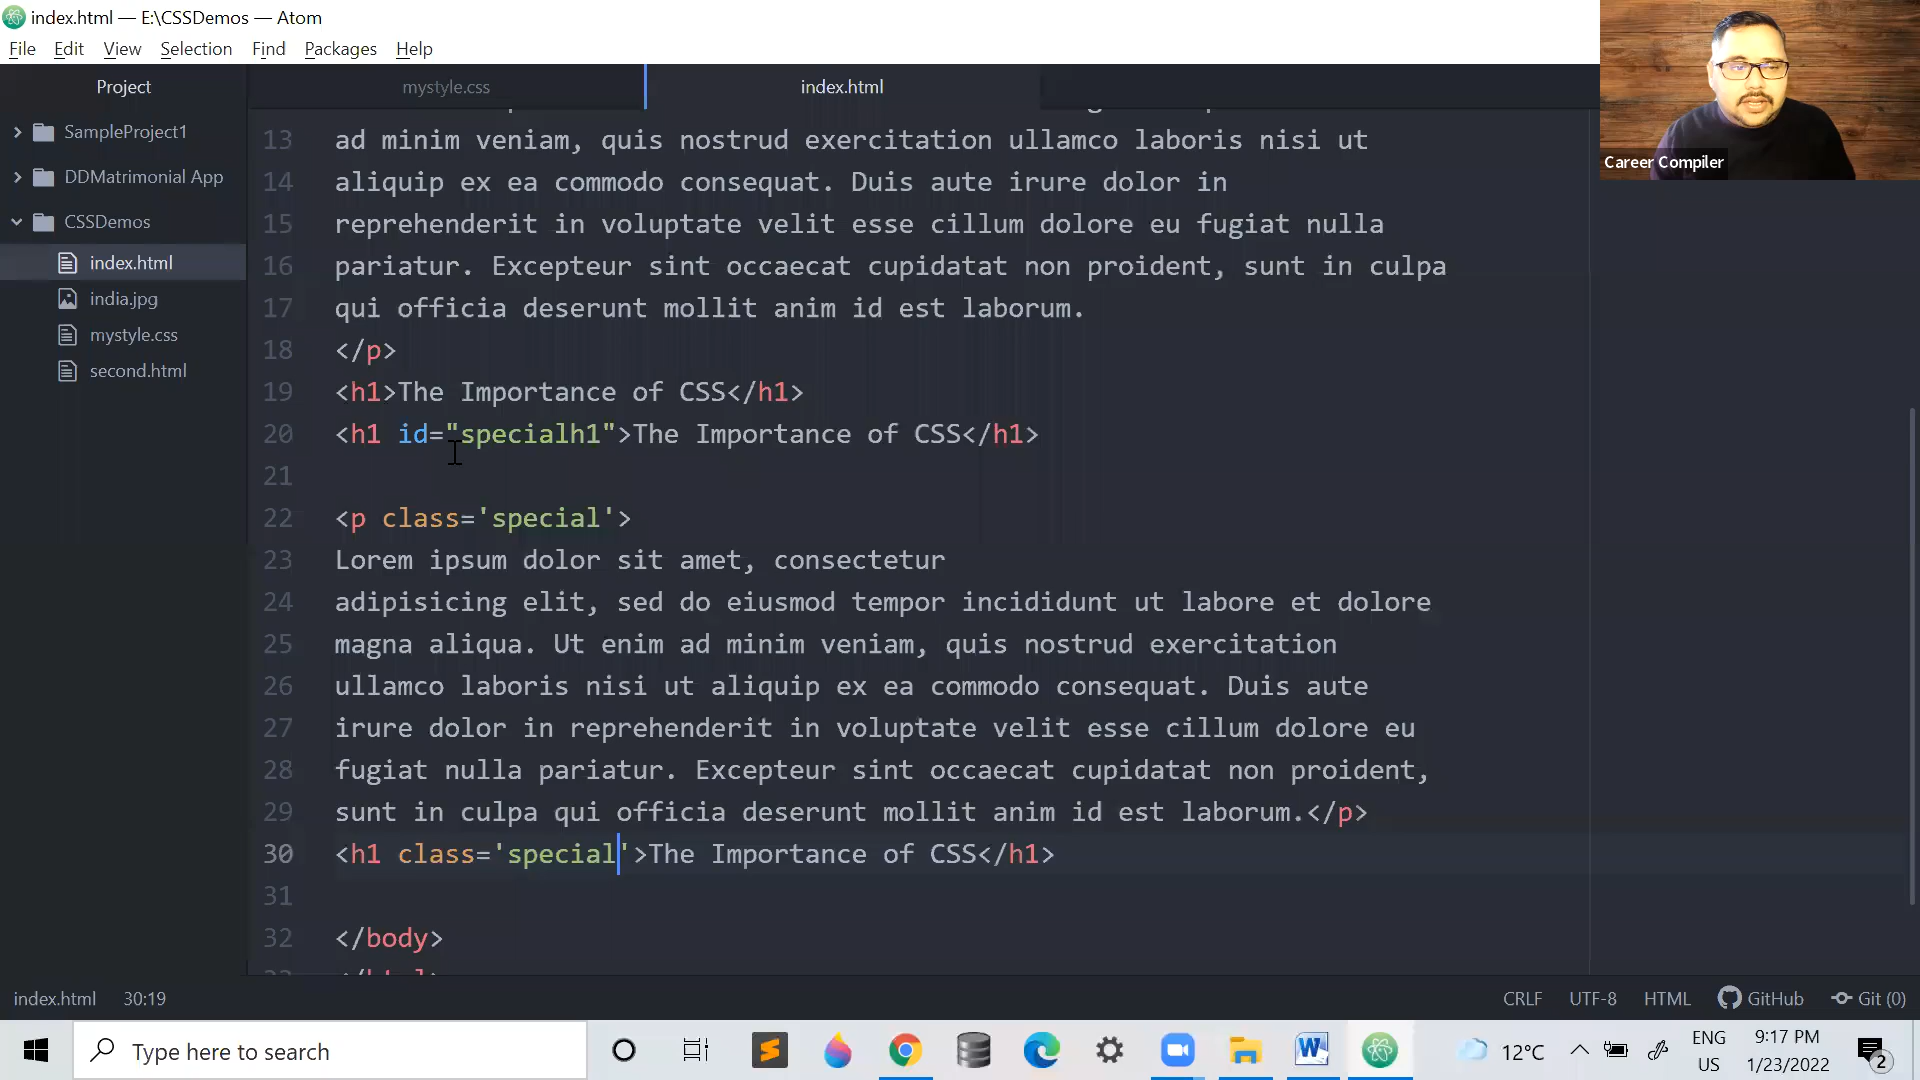 index.html — E:\CSSDemos — Atom
File Edit View Selection Find Packages Help
Project
mystyle.css
index.html
SampleProject1
DDMatrimonial App
CSSDemos
index.html
india.jpg
mystyle.css
second.html
13 ad minim veniam, quis nostrud exercitation ullamco laboris nisi ut
14 aliquip ex ea commodo consequat. Duis aute irure dolor in
15 reprehenderit in voluptate velit esse cillum dolore eu fugiat nulla
16 pariatur. Excepteur sint occaecat cupidatat non proident, sunt in culpa
17 qui officia deserunt mollit anim id est laborum.
18 </p>
19 <h1>The Importance of CSS</h1>
20 <h1 id="specialh1">The Importance of CSS</h1>
21
22 <p class='special'>
23 Lorem ipsum dolor sit amet, consectetur
24 adipisicing elit, sed do eiusmod tempor incididunt ut labore et dolore
25 magna aliqua. Ut enim ad minim veniam, quis nostrud exercitation
26 ullamco laboris nisi ut aliquip ex ea commodo consequat. Duis aute
27 irure dolor in reprehenderit in voluptate velit esse cillum dolore eu
28 fugiat nulla pariatur. Excepteur sint occaecat cupidatat non proident,
29 sunt in culpa qui officia deserunt mollit anim id est laborum.</p>
30 <h1 class='special'>The Importance of CSS</h1>
31
32 </body>
Career Compiler
index.html 30:19
CRLF UTF-8 HTML GitHub Git (0)
Type here to search
12°C
ENG
US
9:17 PM
1/23/2022
2